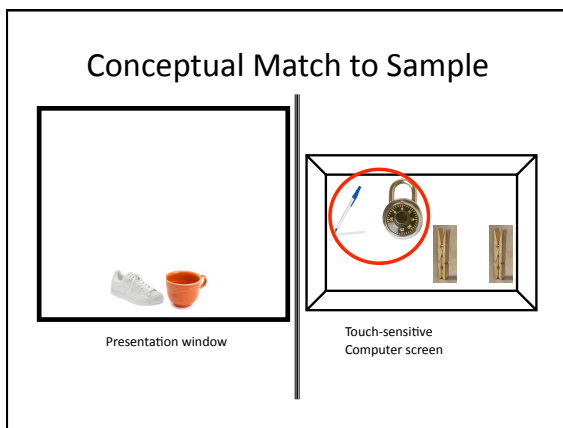 Conceptual Match to Sample
Presentation window
Touch-sensitive
Computer screen